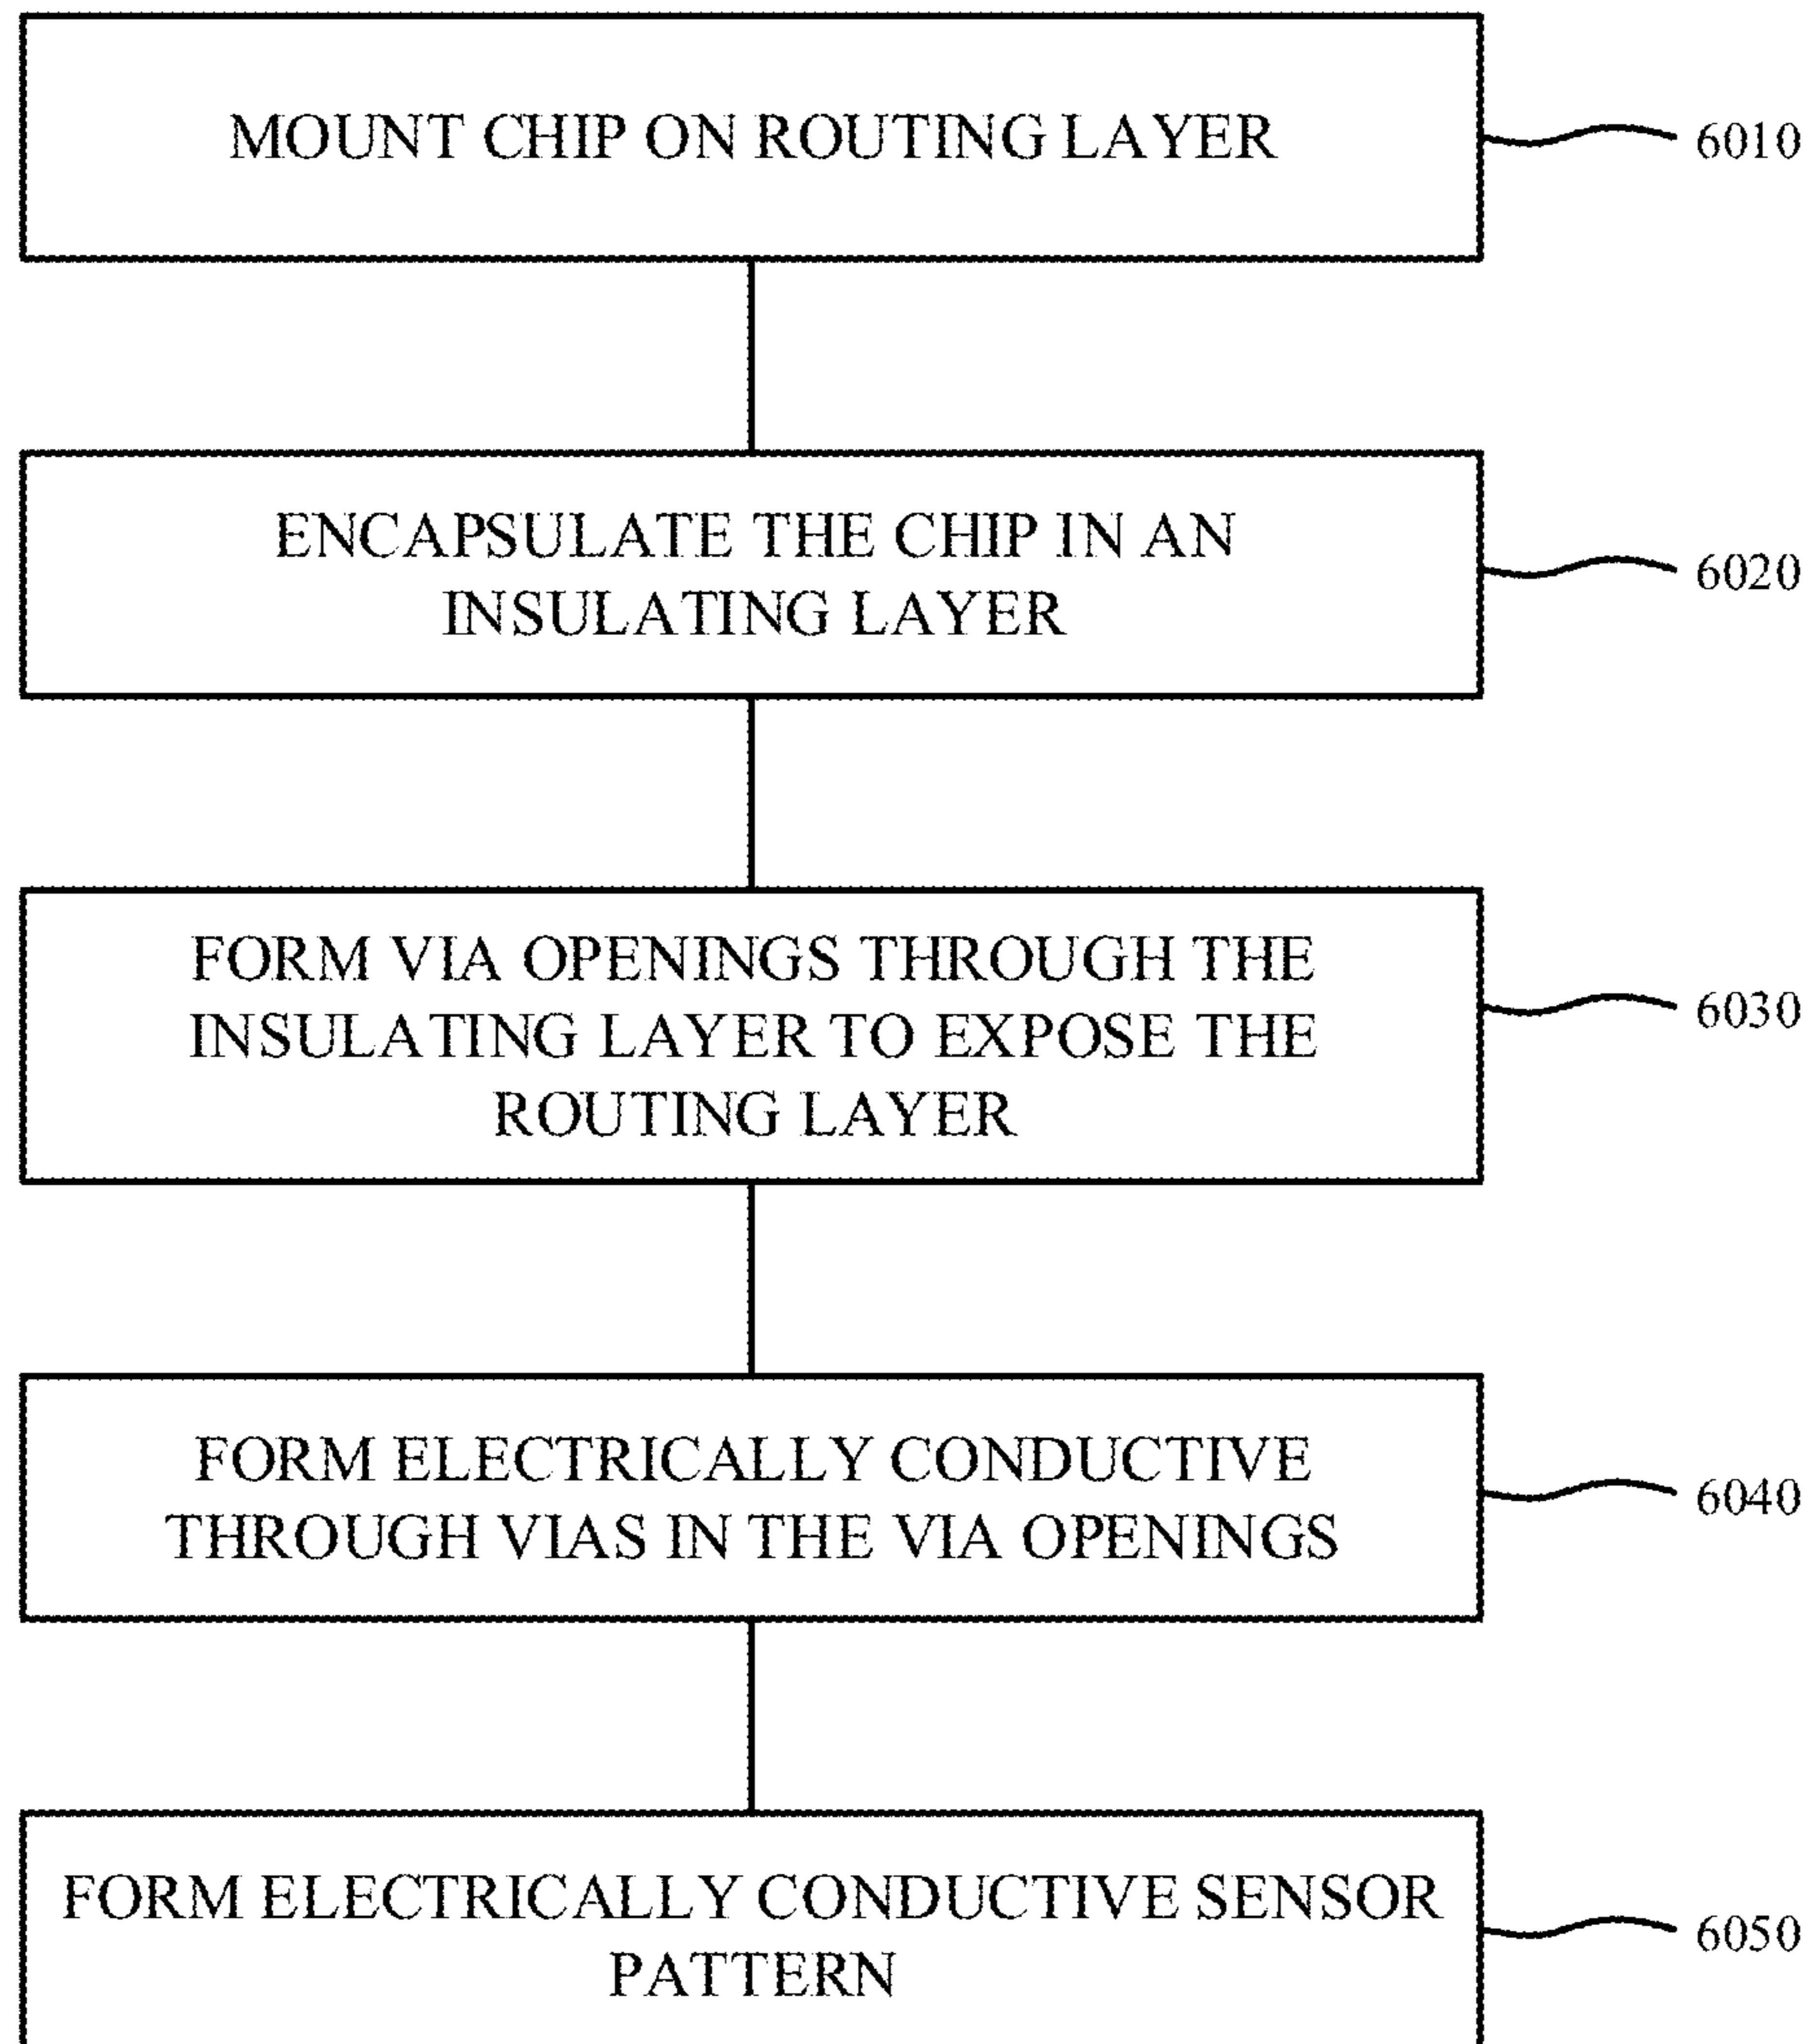 MOUNT CHIP ON ROUTING LAYER
6010
ENCAPSULATE THE CHIP IN AN
INSULATING LAYER
6020
FORM VIA OPENINGS THROUGH THE
INSULATING LAYER TO EXPOSE THE
ROUTING LAYER
6030
FORM ELECTRICALLY CONDUCTIVE
THROUGH VIAS IN THE VIA OPENINGS
6040
FORM ELECTRICALLY CONDUCTIVE SENSOR
PATTERN
6050